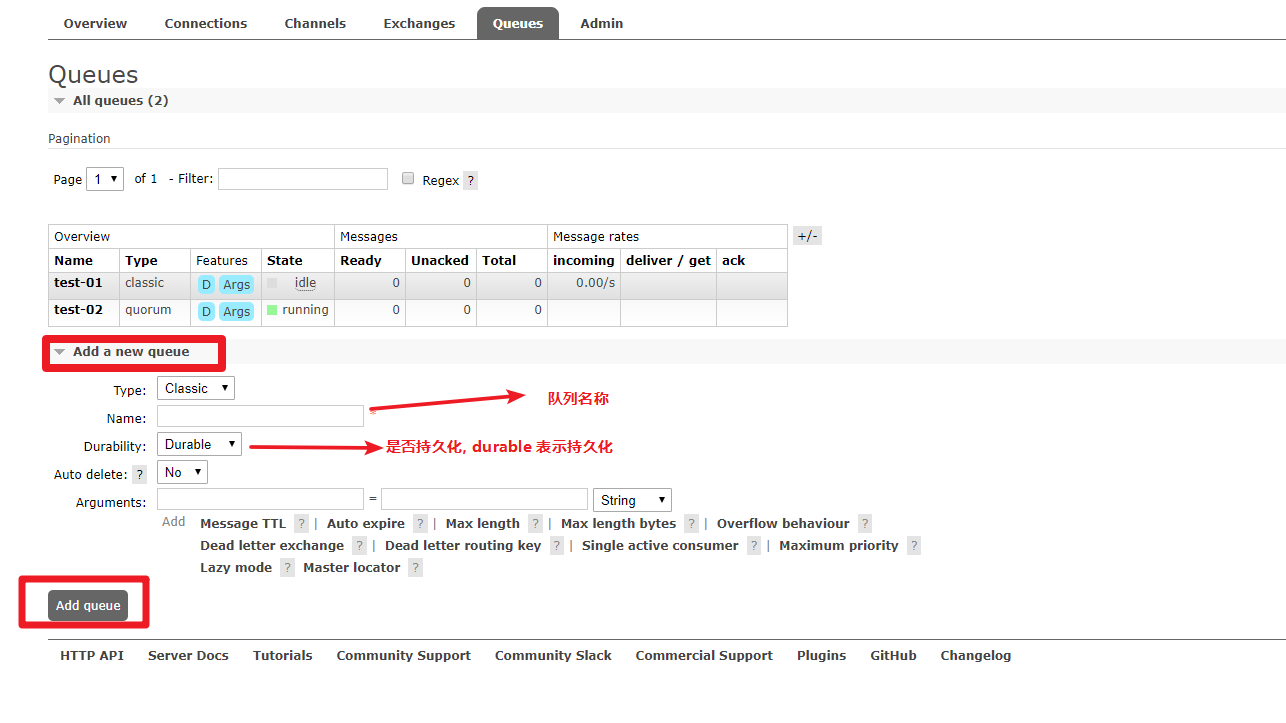 Overview Connections Channels Exchanges Queues Admin
Queues
All queues (2)
Pagination
Page 1 of 1 - Filter: Regex ?
Overview Messages Message rates +/-
Name Type Features State Ready Unacked Total incoming deliver / get ack
test-01 classic D Args idle 0 0 0 0.00/s
test-02 quorum D Args running 0 0 0
Add a new queue
Type: Classic
Name: * 队列名称
Durability: Durable 是否持久化, durable 表示持久化
Auto delete: ? No
Arguments: = String
Add Message TTL ? | Auto expire ? | Max length ? | Max length bytes ? | Overflow behaviour ?
Dead letter exchange ? | Dead letter routing key ? | Single active consumer ? | Maximum priority ?
Lazy mode ? Master locator ?
Add queue
HTTP API Server Docs Tutorials Community Support Community Slack Commercial Support Plugins GitHub Changelog